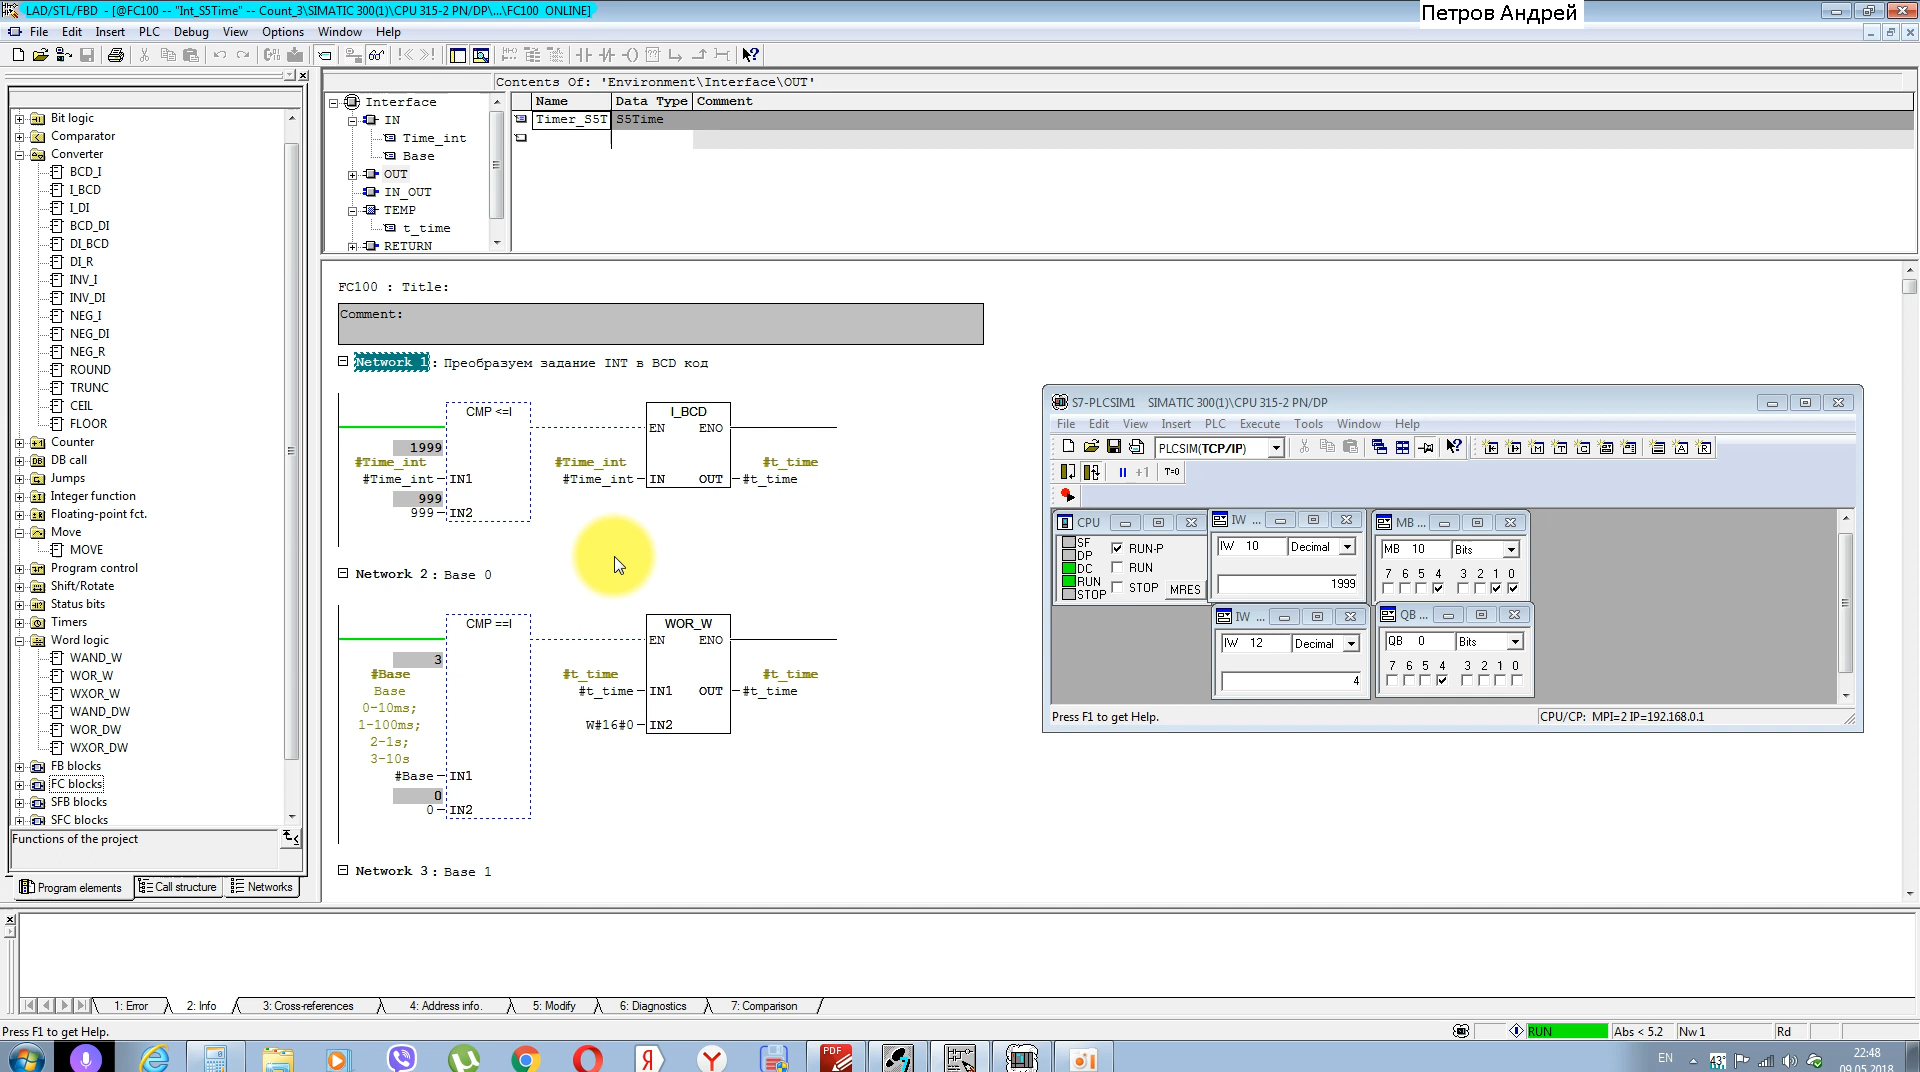 LAD/STL/FBD - [@FC100 -- "Int_S5Time" -- Count_3\SIMATIC 300(1)\CPU 315-2 PN/DP\...\FC100 ONLINE]
Петров Андрей
File Edit Insert PLC Debug View Options Window Help
Contents Of: 'Environment\Interface\OUT'
Name Data Type Comment
Timer_S5T S5Time
Interface
IN
Time_int
Base
OUT
IN_OUT
TEMP
t_time
RETURN
Bit logic
Comparator
Converter
BCD_I
I_BCD
I_DI
BCD_DI
DI_BCD
DI_R
INV_I
INV_DI
NEG_I
NEG_DI
NEG_R
ROUND
TRUNC
CEIL
FLOOR
Counter
DB call
Jumps
Integer function
Floating-point fct.
Move
MOVE
Program control
Shift/Rotate
Status bits
Timers
Word logic
WAND_W
WOR_W
WXOR_W
WAND_DW
WOR_DW
WXOR_DW
FB blocks
FC blocks
SFB blocks
SFC blocks
Functions of the project
Program elements Call structure Networks
FC100 : Title:
Comment:
Network 1: Преобразуем задание INT в BCD код
CMP <=I I_BCD
EN ENO
1999
#Time_int #Time_int #t_time
#Time_int IN1 #Time_int IN OUT #t_time
999
999 IN2
Network 2: Base 0
CMP ==I WOR_W
EN ENO
3
#Base #t_time #t_time
Base #t_time IN1 OUT #t_time
0-10ms;
1-100ms; W#16#0 IN2
2-1s;
3-10s
#Base IN1
0
0 IN2
Network 3: Base 1
S7-PLCSIM1 SIMATIC 300(1)\CPU 315-2 PN/DP
File Edit View Insert PLC Execute Tools Window Help
PLCSIM(TCP/IP)
+1 T=0
CPU
SF
DP
DC
RUN
STOP
RUN-P
RUN
STOP MRES
IW ...
IW 10 Decimal
1999
MB ...
MB 10 Bits
7 6 5 4 3 2 1 0
IW ...
IW 12 Decimal
4
QB ...
QB 0 Bits
7 6 5 4 3 2 1 0
Press F1 to get Help. CPU/CP: MPI=2 IP=192.168.0.1
1: Error 2: Info 3: Cross-references 4: Address info. 5: Modify 6: Diagnostics 7: Comparison
Press F1 to get Help. RUN Abs < 5.2 Nw 1 Rd
PDF
EN 43° 22:48
09.05.2018